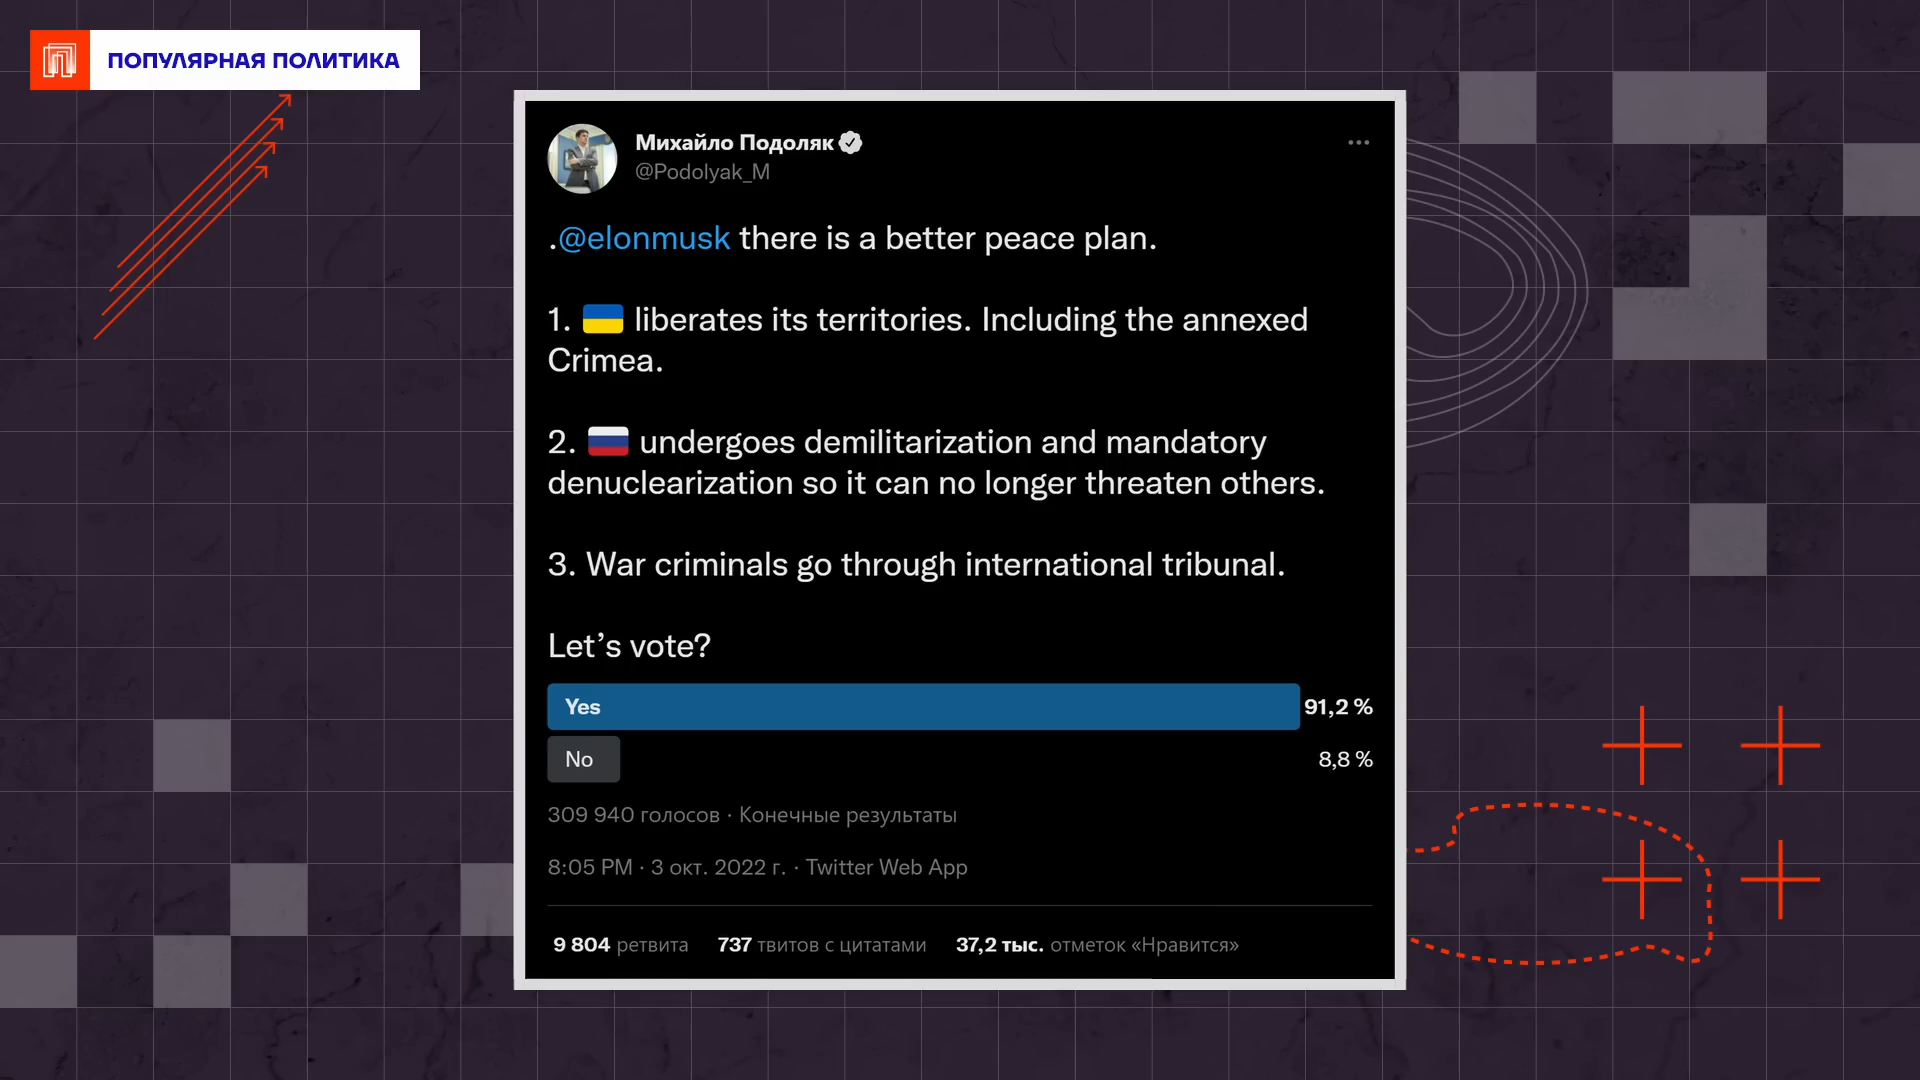 ПОПУЛЯРНАЯ ПОЛИТИКА
Михайло Подоляк
@Podolyak_M
.@elonmusk there is a better peace plan.
1. 🇺🇦 liberates its territories. Including the annexed
Crimea.
2. 🇷🇺 undergoes demilitarization and mandatory
denuclearization so it can no longer threaten others.
3. War criminals go through international tribunal.
Let’s vote?
Yes 91,2 %
No 8,8 %
309 940 голосов · Конечные результаты
8:05 PM · 3 окт. 2022 г. · Twitter Web App
9 804 ретвита 737 твитов с цитатами 37,2 тыс. отметок «Нравится»